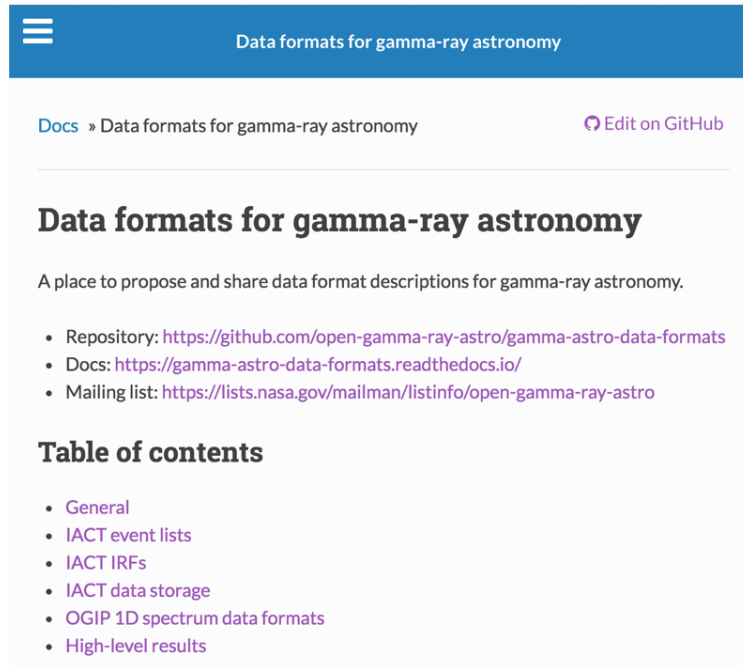 Data formats for gamma-ray astronomy
Docs » Data formats for gamma-ray astronomy
Edit on GitHub
Data formats for gamma-ray astronomy
A place to propose and share data format descriptions for gamma-ray astronomy.
• Repository: https://github.com/open-gamma-ray-astro/gamma-astro-data-formats
• Docs: https://gamma-astro-data-formats.readthedocs.io/
• Mailing list: https://lists.nasa.gov/mailman/listinfo/open-gamma-ray-astro
Table of contents
• General
• IACT event lists
• IACT IRFs
• IACT data storage
• OGIP 1D spectrum data formats
• High-level results